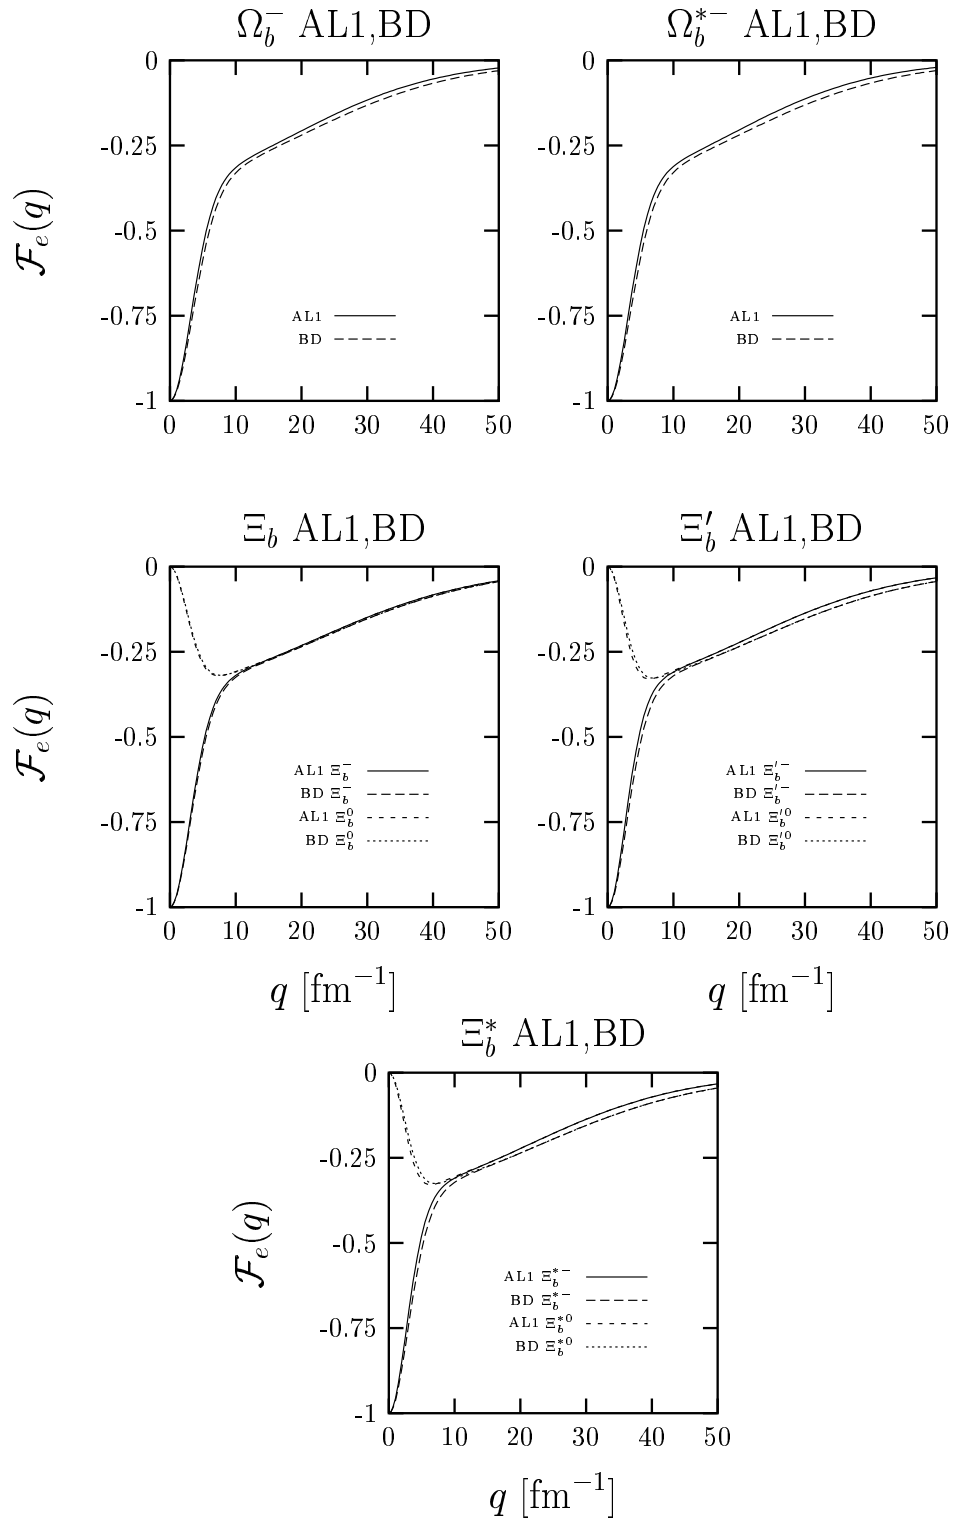 Ω_b^- AL1,BD
Ω_b^{*-} AL1,BD
ℱ_e(q)
0
-0.25
-0.5
-0.75
-1
AL1
BD
0 10 20 30 40 50
0
-0.25
-0.5
-0.75
-1
AL1
BD
0 10 20 30 40 50
Ξ_b AL1,BD
Ξ_b' AL1,BD
ℱ_e(q)
0
-0.25
-0.5
-0.75
-1
AL1 Ξ_b^-
BD Ξ_b^-
AL1 Ξ_b^0
BD Ξ_b^0
0 10 20 30 40 50
q [fm^{-1}]
0
-0.25
-0.5
-0.75
-1
AL1 Ξ_b^{'-}
BD Ξ_b^{'-}
AL1 Ξ_b^{'0}
BD Ξ_b^{'0}
0 10 20 30 40 50
q [fm^{-1}]
Ξ_b^* AL1,BD
ℱ_e(q)
0
-0.25
-0.5
-0.75
-1
AL1 Ξ_b^{*-}
BD Ξ_b^{*-}
AL1 Ξ_b^{*0}
BD Ξ_b^{*0}
0 10 20 30 40 50
q [fm^{-1}]